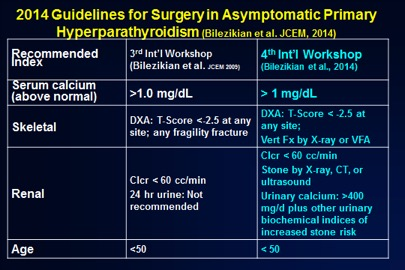 2014 Guidelines for Surgery in Asymptomatic Primary
Hyperparathyroidism (Bilezikian et al. JCEM, 2014)
Recommended
Index
3rd Int'l Workshop
(Bilezikian et al. JCEM 2009)
4th Int'l Workshop
(Bilezikian et al., 2014)
Serum calcium
(above normal)
>1.0 mg/dL
> 1 mg/dL
Skeletal
DXA: T-Score <-2.5 at any
site; any fragility fracture
DXA: T-Score < -2.5 at
any site;
Vert Fx by X-ray or VFA
Renal
Clcr < 60 cc/min
24 hr urine: Not
recommended
Clcr < 60 cc/min
Stone by X-ray, CT, or
ultrasound
Urinary calcium: >400
mg/d plus other urinary
biochemical indices of
increased stone risk
Age
<50
< 50